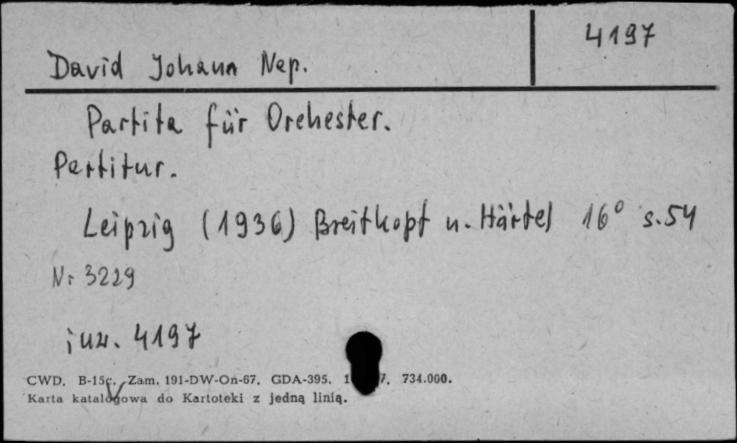 4197
David Johann Nep.
Partita für Orchester.
Partitur.
Leipzig (1936) Breitkopf u. Härtel 16° s. 54
Nr 3229
inw. 4197
CWD. B-15c. Zam. 191-DW-On-67. GDA-395. 734.000.
Karta katalogowa do Kartoteki z jedną linią.